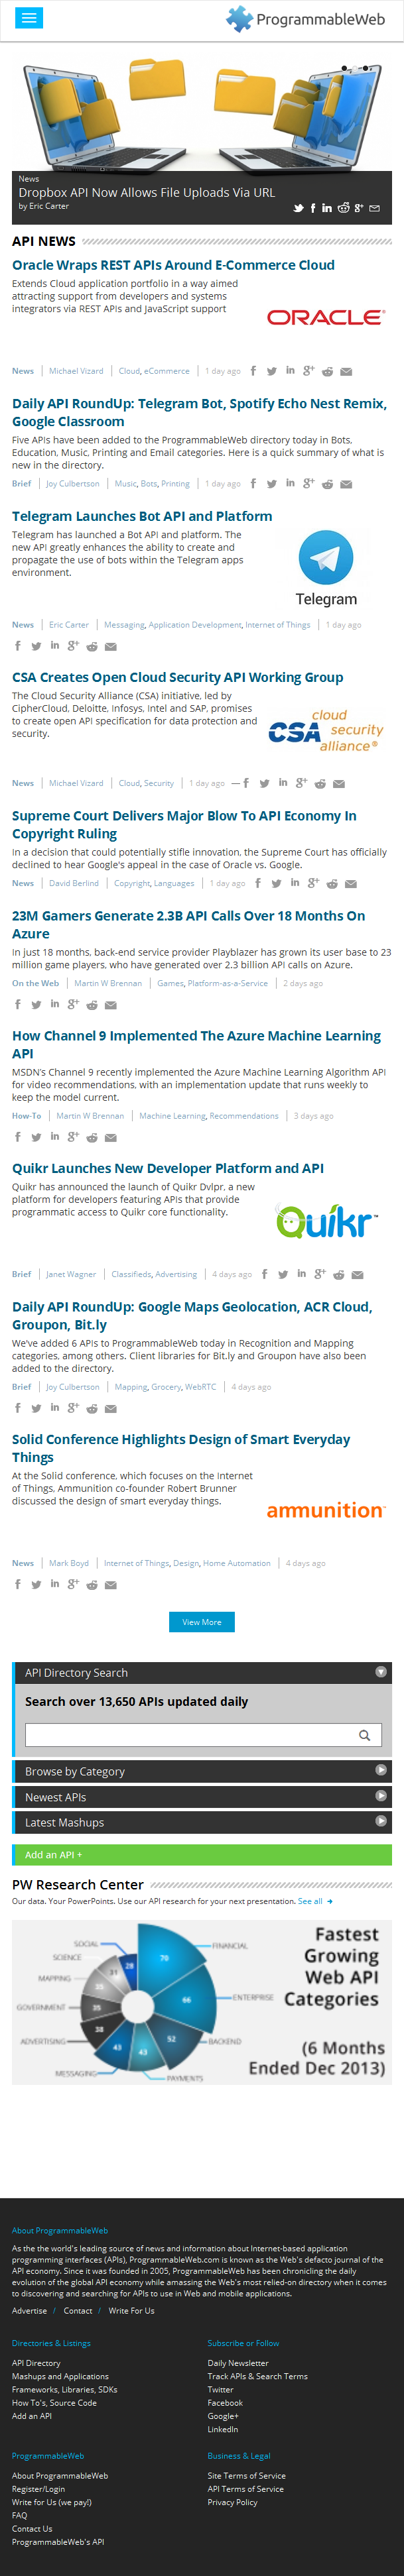 ProgrammableWeb
News
Dropbox API Now Allows File Uploads Via URL
by Eric Carter
API NEWS
Oracle Wraps REST APIs Around E-Commerce Cloud
Extends Cloud application portfolio in a way aimed
attracting support from developers and systems
integrators via REST APIs and JavaScript support
ORACLE
News | Michael Vizard | Cloud, eCommerce | 1 day ago
Daily API RoundUp: Telegram Bot, Spotify Echo Nest Remix,
Google Classroom
Five APIs have been added to the ProgrammableWeb directory today in Bots,
Education, Music, Printing and Email categories. Here is a quick summary of what is
new in the directory.
Brief | Joy Culbertson | Music, Bots, Printing | 1 day ago
Telegram Launches Bot API and Platform
Telegram has launched a Bot API and platform. The
new API greatly enhances the ability to create and
propagate the use of bots within the Telegram apps
environment.
Telegram
News | Eric Carter | Messaging, Application Development, Internet of Things | 1 day ago
CSA Creates Open Cloud Security API Working Group
The Cloud Security Alliance (CSA) initiative, led by
CipherCloud, Deloitte, Infosys, Intel and SAP, promises
to create open API specification for data protection and
security.
CSA cloud security alliance®
News | Michael Vizard | Cloud, Security | 1 day ago —
Supreme Court Delivers Major Blow To API Economy In
Copyright Ruling
In a decision that could potentially stifle innovation, the Supreme Court has officially
declined to hear Google's appeal in the case of Oracle vs. Google.
News | David Berlind | Copyright, Languages | 1 day ago
23M Gamers Generate 2.3B API Calls Over 18 Months On
Azure
In just 18 months, back-end service provider Playblazer has grown its user base to 23
million game players, who have generated over 2.3 billion API calls on Azure.
On the Web | Martin W Brennan | Games, Platform-as-a-Service | 2 days ago
How Channel 9 Implemented The Azure Machine Learning
API
MSDN's Channel 9 recently implemented the Azure Machine Learning Algorithm API
for video recommendations, with an implementation update that runs weekly to
keep the model current.
How-To | Martin W Brennan | Machine Learning, Recommendations | 3 days ago
Quikr Launches New Developer Platform and API
Quikr has announced the launch of Quikr Dvlpr, a new
platform for developers featuring APIs that provide
programmatic access to Quikr core functionality.
Quikr™
Brief | Janet Wagner | Classifieds, Advertising | 4 days ago
Daily API RoundUp: Google Maps Geolocation, ACR Cloud,
Groupon, Bit.ly
We've added 6 APIs to ProgrammableWeb today in Recognition and Mapping
categories, among others. Client libraries for Bit.ly and Groupon have also been
added to the directory.
Brief | Joy Culbertson | Mapping, Grocery, WebRTC | 4 days ago
Solid Conference Highlights Design of Smart Everyday
Things
At the Solid conference, which focuses on the Internet
of Things, Ammunition co-founder Robert Brunner
discussed the design of smart everyday things.
ammunition
News | Mark Boyd | Internet of Things, Design, Home Automation | 4 days ago
View More
API Directory Search
Search over 13,650 APIs updated daily
Browse by Category
Newest APIs
Latest Mashups
Add an API +
PW Research Center
Our data. Your PowerPoints. Use our API research for your next presentation. See all
Fastest
Growing
Web API
Categories
(6 Months
Ended Dec 2013)
SOCIAL 28
SCIENCE 31
MAPPING 35
GOVERNMENT 35
ADVERTISING 38
MESSAGING 43
PAYMENTS 43
BACKEND 52
ENTERPRISE 66
FINANCIAL 70
About ProgrammableWeb
As the the world's leading source of news and information about Internet-based application
programming interfaces (APIs), ProgrammableWeb.com is known as the Web's defacto journal of the
API economy. Since it was founded in 2005, ProgrammableWeb has been chronicling the daily
evolution of the global API economy while amassing the Web's most relied-on directory when it comes
to discovering and searching for APIs to use in Web and mobile applications.
Advertise / Contact / Write For Us
Directories & Listings
API Directory
Mashups and Applications
Frameworks, Libraries, SDKs
How To's, Source Code
Add an API
Subscribe or Follow
Daily Newsletter
Track APIs & Search Terms
Twitter
Facebook
Google+
LinkedIn
ProgrammableWeb
About ProgrammableWeb
Register/Login
Write for Us (we pay!)
FAQ
Contact Us
ProgrammableWeb's API
Business & Legal
Site Terms of Service
API Terms of Service
Privacy Policy